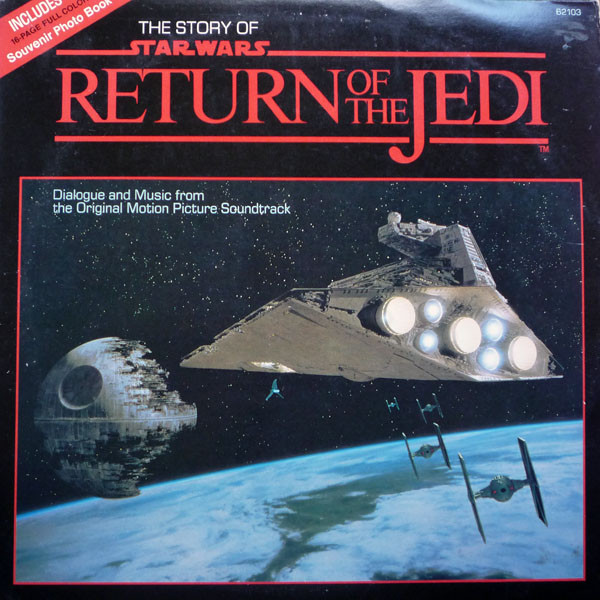 INCLUDES
16-PAGE FULL COLOR
Souvenir Photo Book
62103
THE STORY OF
STAR WARS
RETURN OF THE JEDI
TM
Dialogue and Music from
the Original Motion Picture Soundtrack